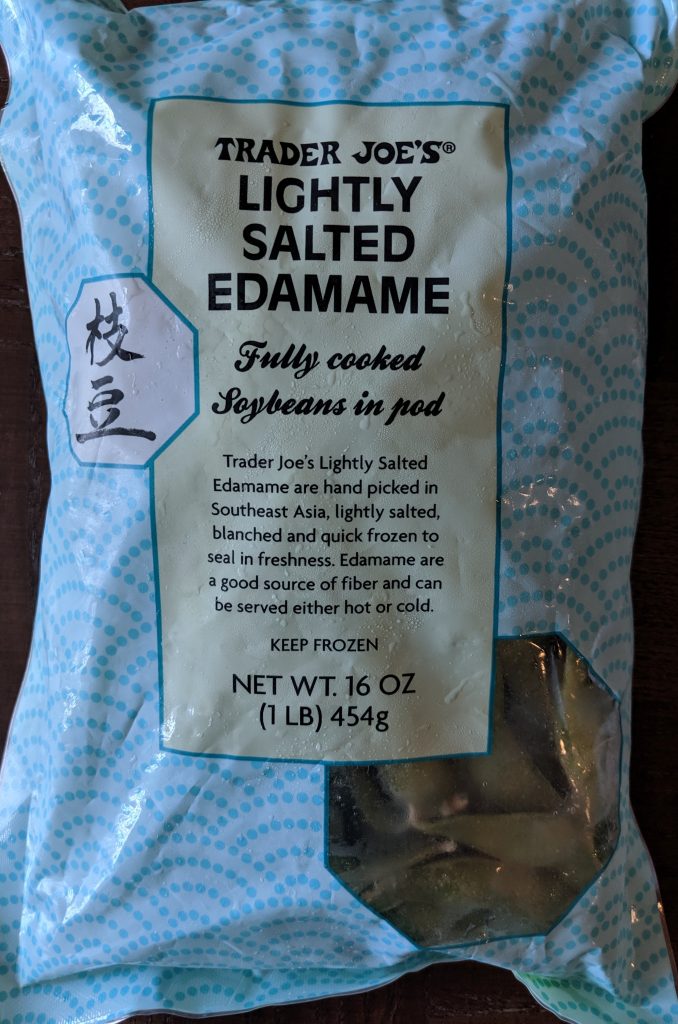 TRADER JOE'S®
LIGHTLY
SALTED
EDAMAME
枝
豆
Fully cooked
Soybeans in pod
Trader Joe's Lightly Salted
Edamame are hand picked in
Southeast Asia, lightly salted,
blanched and quick frozen to
seal in freshness. Edamame are
a good source of fiber and can
be served either hot or cold.
KEEP FROZEN
NET WT. 16 OZ
(1 LB) 454g